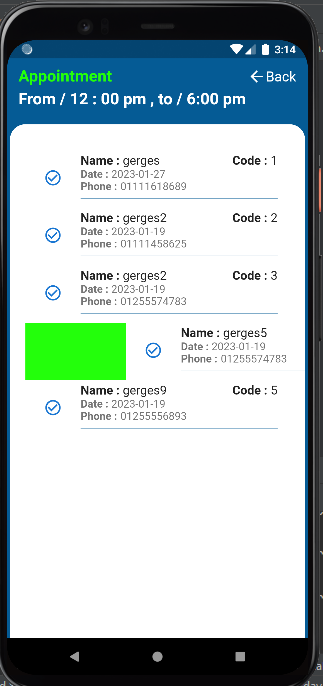 3:14
Appointment
Back
From / 12 : 00 pm , to / 6:00 pm
Name : gerges Code : 1
Date : 2023-01-27
Phone : 01111618689
Name : gerges2 Code : 2
Date : 2023-01-19
Phone : 01111458625
Name : gerges2 Code : 3
Date : 2023-01-19
Phone : 01255574783
Name : gerges5
Date : 2023-01-19
Phone : 01255574783
Name : gerges9 Code : 5
Date : 2023-01-19
Phone : 01255556893